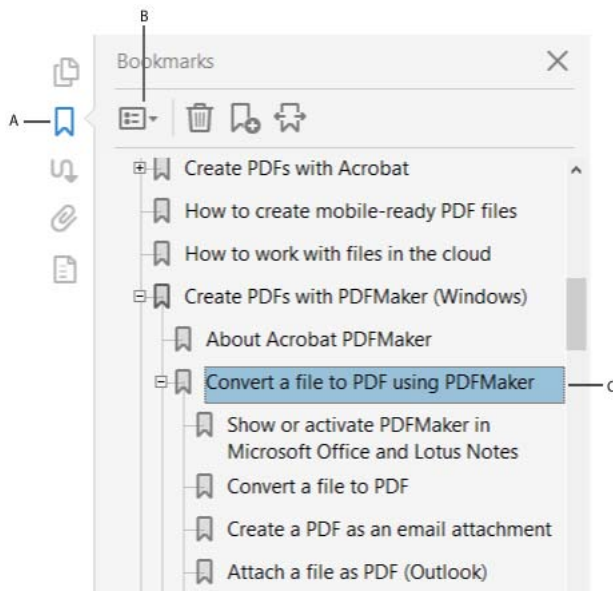 B
Bookmarks
A
Create PDFs with Acrobat
How to create mobile-ready PDF files
How to work with files in the cloud
Create PDFs with PDFMaker (Windows)
About Acrobat PDFMaker
Convert a file to PDF using PDFMaker
C
Show or activate PDFMaker in
Microsoft Office and Lotus Notes
Convert a file to PDF
Create a PDF as an email attachment
Attach a file as PDF (Outlook)